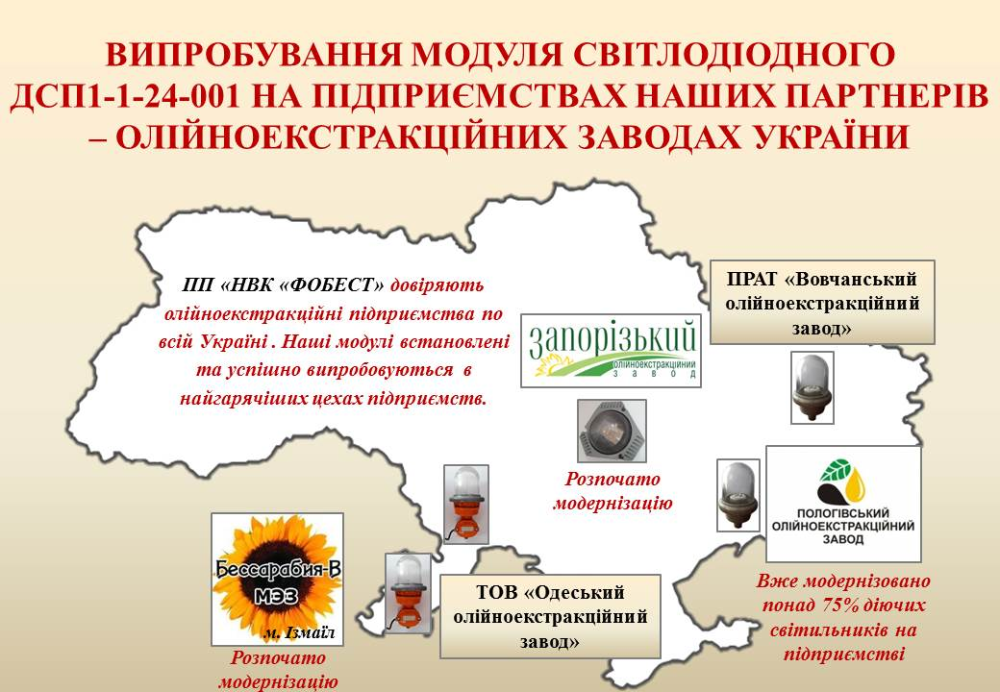 ВИПРОБУВАННЯ МОДУЛЯ СВІТЛОДІОДНОГО
ДСП1-1-24-001 НА ПІДПРИЄМСТВАХ НАШИХ ПАРТНЕРІВ
– ОЛІЙНОЕКСТРАКЦІЙНИХ ЗАВОДАХ УКРАЇНИ
ПП «НВК «ФОБЕСТ» довіряють
олійноекстракційні підприємства по
всій Україні . Наші модулі встановлені
та успішно випробовуються в
найгарячіших цехах підприємств.
ПРАТ «Вовчанський
олійноекстракційний
завод»
Запорізький
олійноекстракційний
завод
Розпочато
модернізацію
ПОЛОГІВСЬКИЙ
ОЛІЙНОЕКСТРАКЦІЙНИЙ
ЗАВОД
Вже модернізовано
понад 75% діючих
світильників на
підприємстві
Бессарабия-В
МЭЗ
м. Ізмаїл
Розпочато
модернізацію
ТОВ «Одеський
олійноекстракційний
завод»